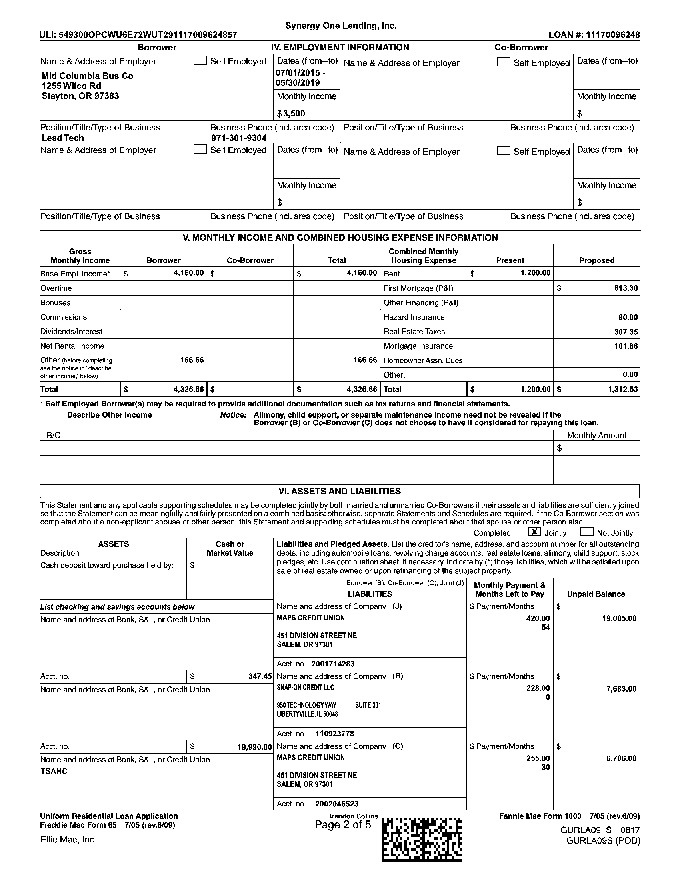 Synergy One Lending, Inc.
ULI: 549300OPCWU6E72WUT291117009624857 LOAN #: 11170096248
Borrower IV. EMPLOYMENT INFORMATION Co-Borrower
Name & Address of Employer Self Employed Dates (from–to) Name & Address of Employer Self Employed Dates (from–to)
Mid Columbia Bus Co 07/01/2015 -
1255 Wilco Rd 05/30/2019
Stayton, OR 97383 Monthly Income Monthly Income
$ 3,500 $
Position/Title/Type of Business Business Phone (incl. area code) Position/Title/Type of Business Business Phone (incl. area code)
Lead Tech 971-301-9304
Name & Address of Employer Self Employed Dates (from–to) Name & Address of Employer Self Employed Dates (from–to)
Monthly Income Monthly Income
$ $
Position/Title/Type of Business Business Phone (incl. area code) Position/Title/Type of Business Business Phone (incl. area code)
V. MONTHLY INCOME AND COMBINED HOUSING EXPENSE INFORMATION
Gross Monthly Income Borrower Co-Borrower Total Combined Monthly Housing Expense Present Proposed
Base Empl. Income* $ 4,160.00 $ $ 4,160.00 Rent $ 1,200.00
Overtime First Mortgage (P&I) $ 813.30
Bonuses Other Financing (P&I)
Commissions Hazard Insurance 90.00
Dividends/Interest Real Estate Taxes 307.35
Net Rental Income Mortgage Insurance 101.88
Other (before completing 166.66 166.66 Homeowner Assn. Dues
see the notice in "describe
other income," below) Other: 0.00
Total $ 4,326.66 $ $ 4,326.66 Total $ 1,200.00 $ 1,312.53
* Self Employed Borrower(s) may be required to provide additional documentation such as tax returns and financial statements.
Describe Other Income Notice: Alimony, child support, or separate maintenance income need not be revealed if the
Borrower (B) or Co-Borrower (C) does not choose to have it considered for repaying this loan.
B/C Monthly Amount
$
VI. ASSETS AND LIABILITIES
This Statement and any applicable supporting schedules may be completed jointly by both married and unmarried Co-Borrowers if their assets and liabilities are sufficiently joined
so that the Statement can be meaningfully and fairly presented on a combined basis; otherwise, separate Statements and Schedules are required. If the Co-Borrower section was
completed about a non-applicant spouse or other person, this Statement and supporting schedules must be completed about that spouse or other person also.
Completed X Jointly Not Jointly
ASSETS Cash or Market Value
Description
Cash deposit toward purchase held by: $
Liabilities and Pledged Assets. List the creditor's name, address, and account number for all outstanding
debts, including automobile loans, revolving charge accounts, real estate loans, alimony, child support, stock
pledges, etc. Use continuation sheet, if necessary. Indicate by (*) those liabilities, which will be satisfied upon
sale of real estate owned or upon refinancing of the subject property.
Borrower (B), Co-Borrower (C), Joint (J)
LIABILITIES Monthly Payment & Months Left to Pay Unpaid Balance
List checking and savings accounts below
Name and address of Bank, S&L, or Credit Union
Name and address of Company (J) $ Payment/Months $
MAPS CREDIT UNION 420.00 19,005.00
54
451 DIVISION STREET NE
SALEM, OR 97301
Acct. no. 2001714283
Acct. no. $ 347.45
Name and address of Bank, S&L, or Credit Union
Name and address of Company (B) $ Payment/Months $
SNAP-ON CREDIT LLC 228.00 7,663.00
0
950 TECHNOLOGY WAY SUITE 301
LIBERTYVILLE, IL 60048
Acct. no. 110923778
Acct. no. $ 19,990.00
Name and address of Bank, S&L, or Credit Union
TSAHC
Name and address of Company (C) $ Payment/Months $
MAPS CREDIT UNION 255.00 6,706.00
30
451 DIVISION STREET NE
SALEM, OR 97301
Acct. no. 2002046523
Uniform Residential Loan Application
Freddie Mac Form 65 7/05 (rev.6/09)
Page 2 of 5
Fannie Mae Form 1003 7/05 (rev.6/09)
Ellie Mae, Inc.
GURLA09_S 0817
GURLA09S (POD)